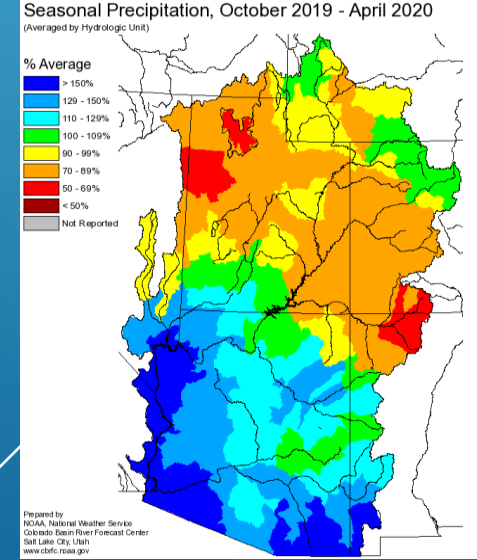 Seasonal Precipitation, October 2019 - April 2020
(Averaged by Hydrologic Unit)
% Average
> 150%
129 - 150%
110 - 129%
100 - 109%
90 - 99%
70 - 89%
50 - 69%
< 50%
Not Reported
Prepared by
NOAA, National Weather Service
Colorado Basin River Forecast Center
Salt Lake City, Utah
www.cbrfc.noaa.gov